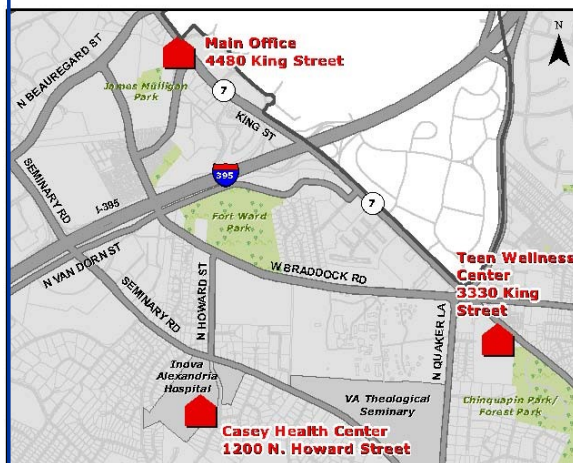 N
Main Office
4480 King Street
N BEAUREGARD ST
James Mulligan
Park
7
KING ST
SEMINARY RD
I-395
395
7
Fort Ward
Park
N VAN DORN ST
Teen Wellness
Center
3330 King
Street
W BRADDOCK RD
SEMINARY RD
N HOWARD ST
N QUAKER LA
Inova
Alexandria
Hospital
VA Theological
Seminary
Chinquapin Park/
Forest Park
Casey Health Center
1200 N. Howard Street